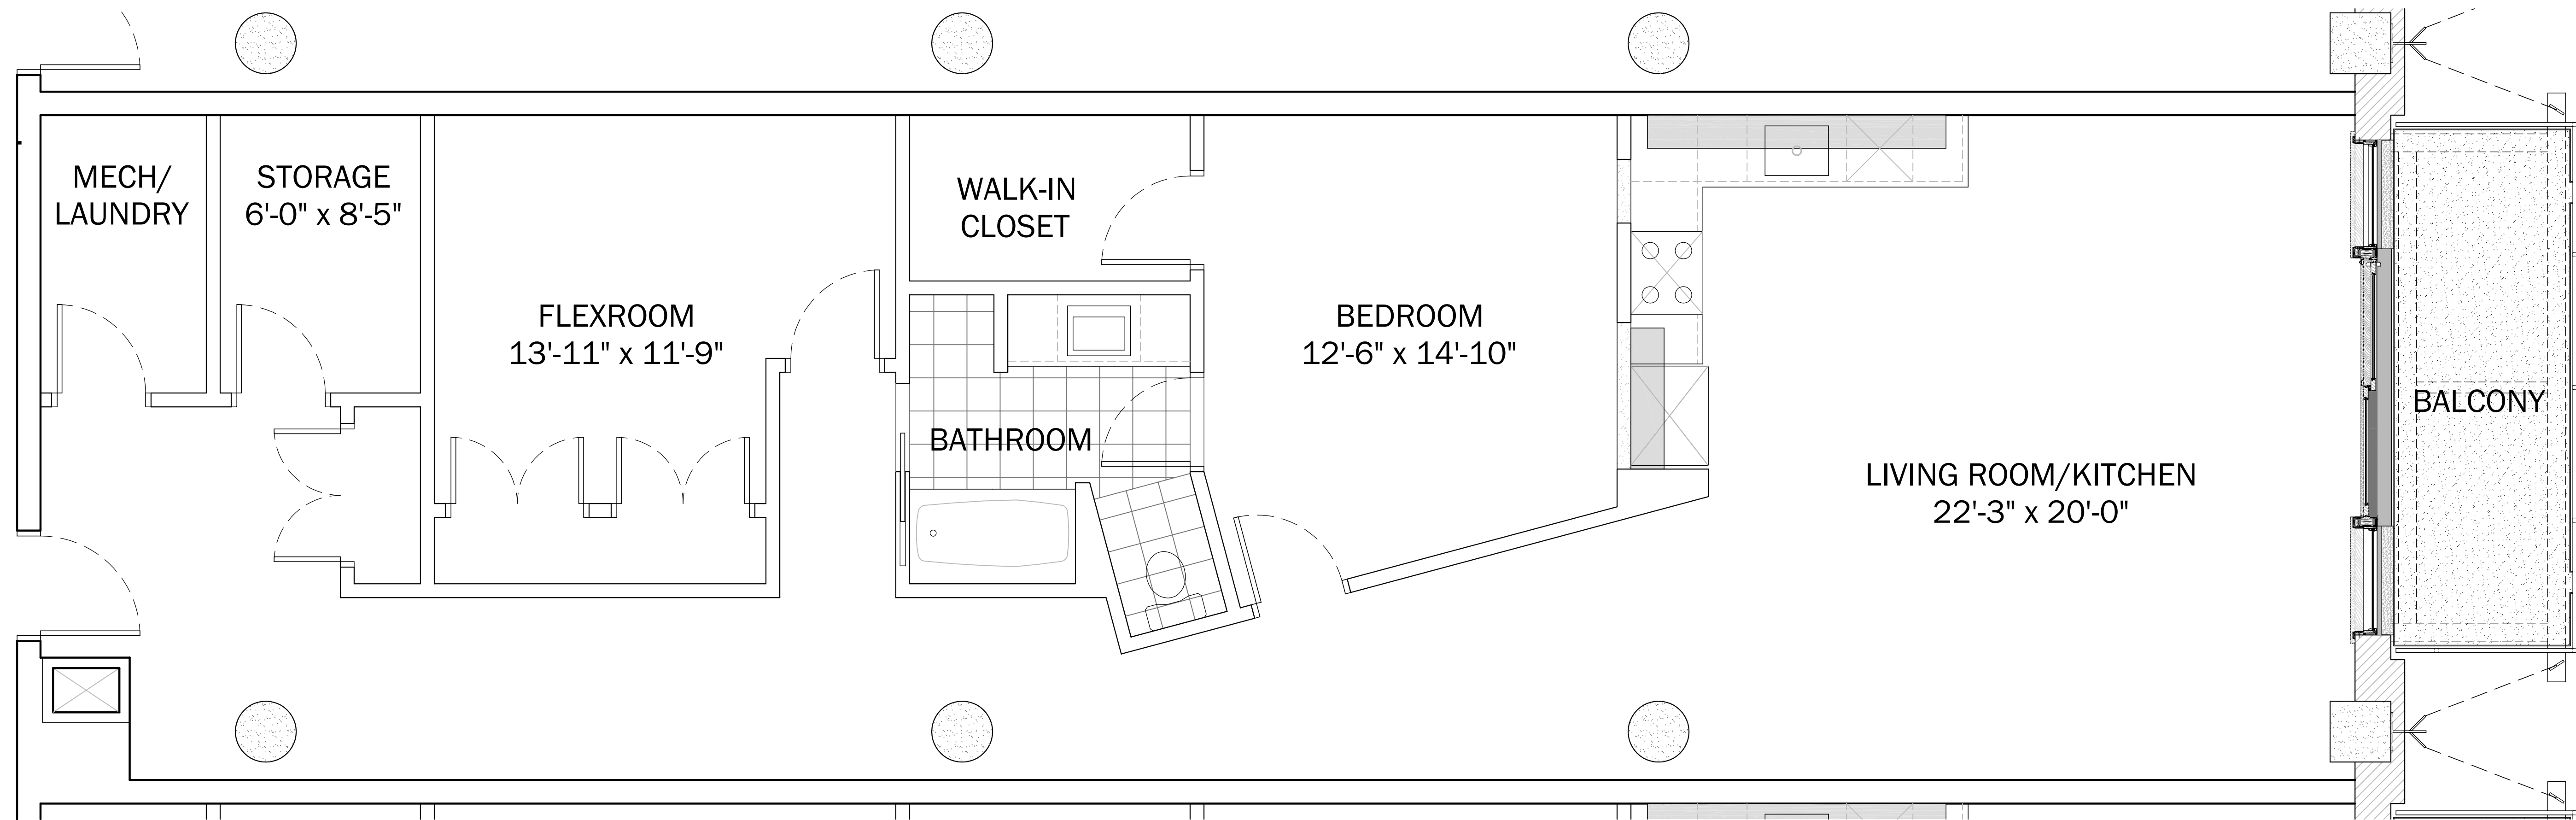 MECH/
LAUNDRY
STORAGE
6'-0" x 8'-5"
FLEXROOM
13'-11" x 11'-9"
WALK-IN
CLOSET
BATHROOM
BEDROOM
12'-6" x 14'-10"
LIVING ROOM/KITCHEN
22'-3" x 20'-0"
BALCONY